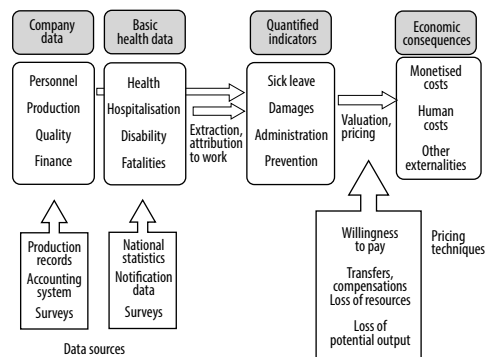 Company
data
Basic
health data
Quantified
indicators
Economic
consequences
Personnel
Production
Quality
Finance
Health
Hospitalisation
Disability
Fatalities
Extraction,
attribution
to work
Sick leave
Damages
Administration
Prevention
Valuation,
pricing
Monetised
costs
Human
costs
Other
externalities
Production
records
Accounting
system
Surveys
National
statistics
Notification
data
Surveys
Data sources
Willingness
to pay
Transfers,
compensations
Loss of resources
Loss of
potential output
Pricing
techniques